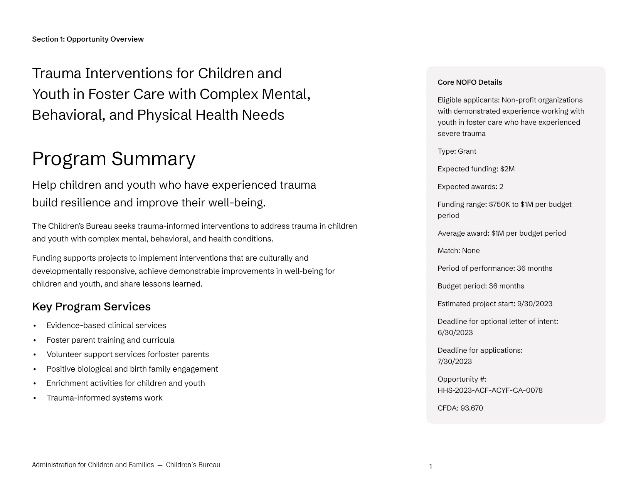 Section 1: Opportunity Overview
Trauma Interventions for Children and
Youth in Foster Care with Complex Mental,
Behavioral, and Physical Health Needs
Program Summary
Help children and youth who have experienced trauma
build resilience and improve their well-being.
The Children's Bureau seeks trauma-informed interventions to address trauma in children
and youth with complex mental, behavioral, and health conditions.
Funding supports projects to implement interventions that are culturally and
developmentally responsive, achieve demonstrable improvements in well-being for
children and youth, and share lessons learned.
Key Program Services
• Evidence-based clinical services
• Foster parent training and curricula
• Volunteer support services forfoster parents
• Positive biological and birth family engagement
• Enrichment activities for children and youth
• Trauma-informed systems work
Core NOFO Details
Eligible applicants: Non-profit organizations
with demonstrated experience working with
youth in foster care who have experienced
severe trauma
Type: Grant
Expected funding: $2M
Expected awards: 2
Funding range: $750K to $1M per budget
period
Average award: $1M per budget period
Match: None
Period of performance: 36 months
Budget period: 36 months
Estimated project start: 9/30/2023
Deadline for optional letter of intent:
6/30/2023
Deadline for applications:
7/30/2023
Opportunity #:
HHS-2023-ACF-ACYF-CA-0078
CFDA: 93.670
Administration for Children and Families — Children's Bureau
1